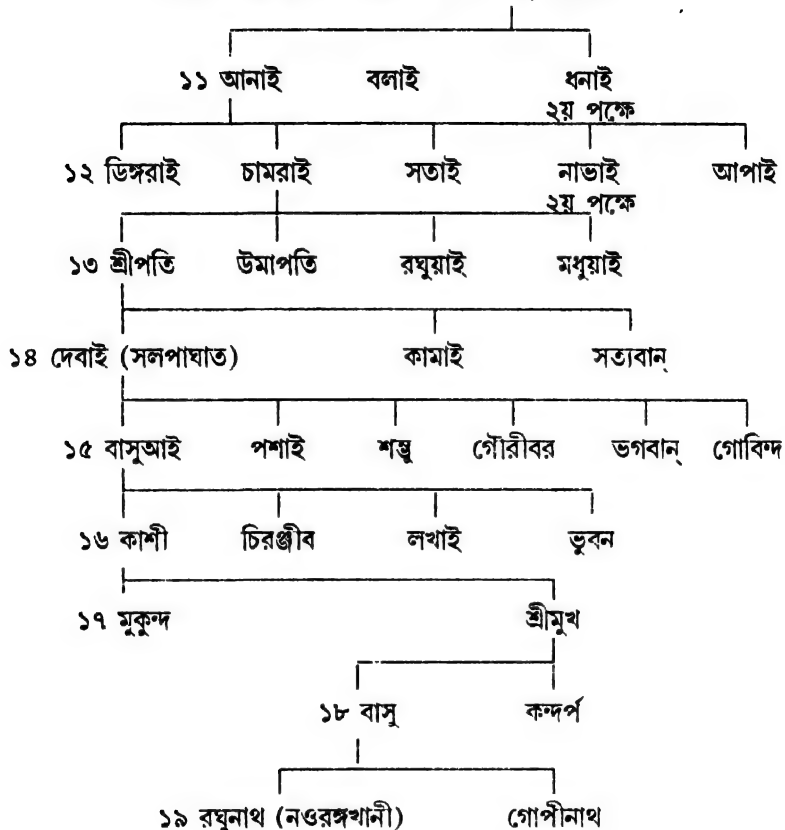 ১১ আনাই বলাই ধনাই
২য় পক্ষে
১২ ডিঙ্গরাই চামরাই সতাই নাভাই আপাই
২য় পক্ষে
১৩ শ্রীপতি উমাপতি রঘুয়াই মধুয়াই
১৪ দেবাই (সলপাঘাত) কামাই সত্যবান্
১৫ বাসুআই পশাই শম্ভু গৌরীবর ভগবান্ গোবিন্দ
১৬ কাশী চিরঞ্জীব লখাই ভুবন
১৭ মুকুন্দ শ্রীমুখ
১৮ বাসু কন্দর্প
১৯ রঘুনাথ (নওরঙ্গখানী) গোপীনাথ